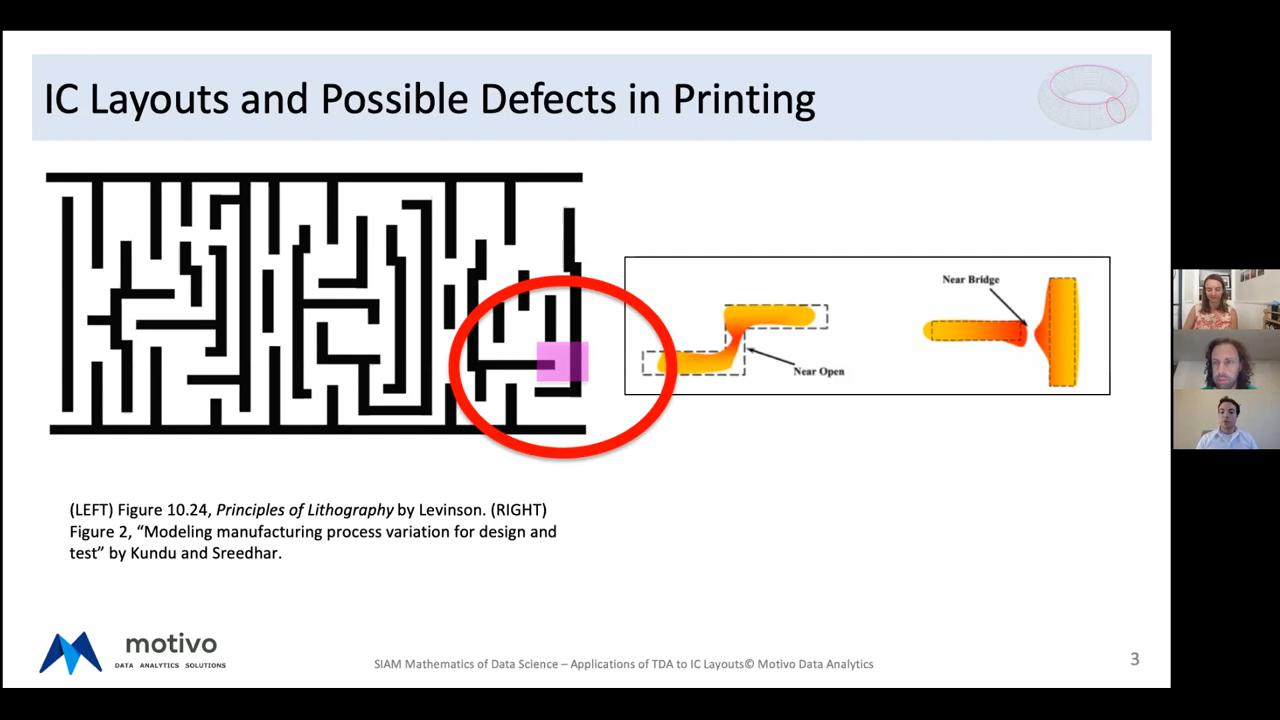 IC Layouts and Possible Defects in Printing
Near Bridge
Near Open
(LEFT) Figure 10.24, Principles of Lithography by Levinson. (RIGHT)
Figure 2, “Modeling manufacturing process variation for design and
test” by Kundu and Sreedhar.
motivo
DATA ANALYTICS SOLUTIONS
SIAM Mathematics of Data Science – Applications of TDA to IC Layouts© Motivo Data Analytics
3